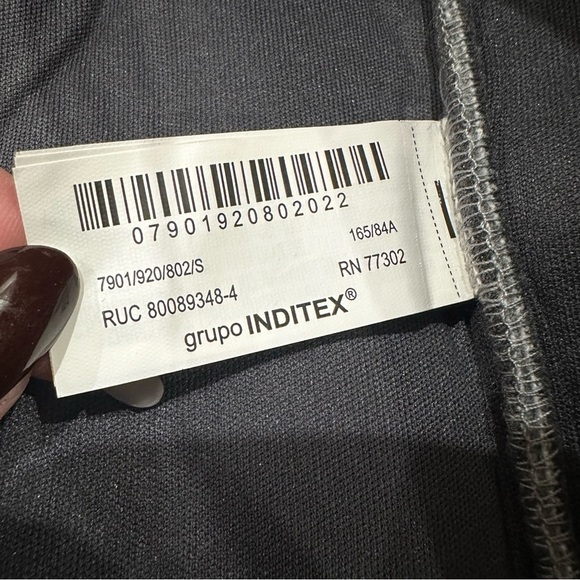 07901920802022
7901/920/802/S 165/84A
RUC 80089348-4 RN 77302
grupo INDITEX®